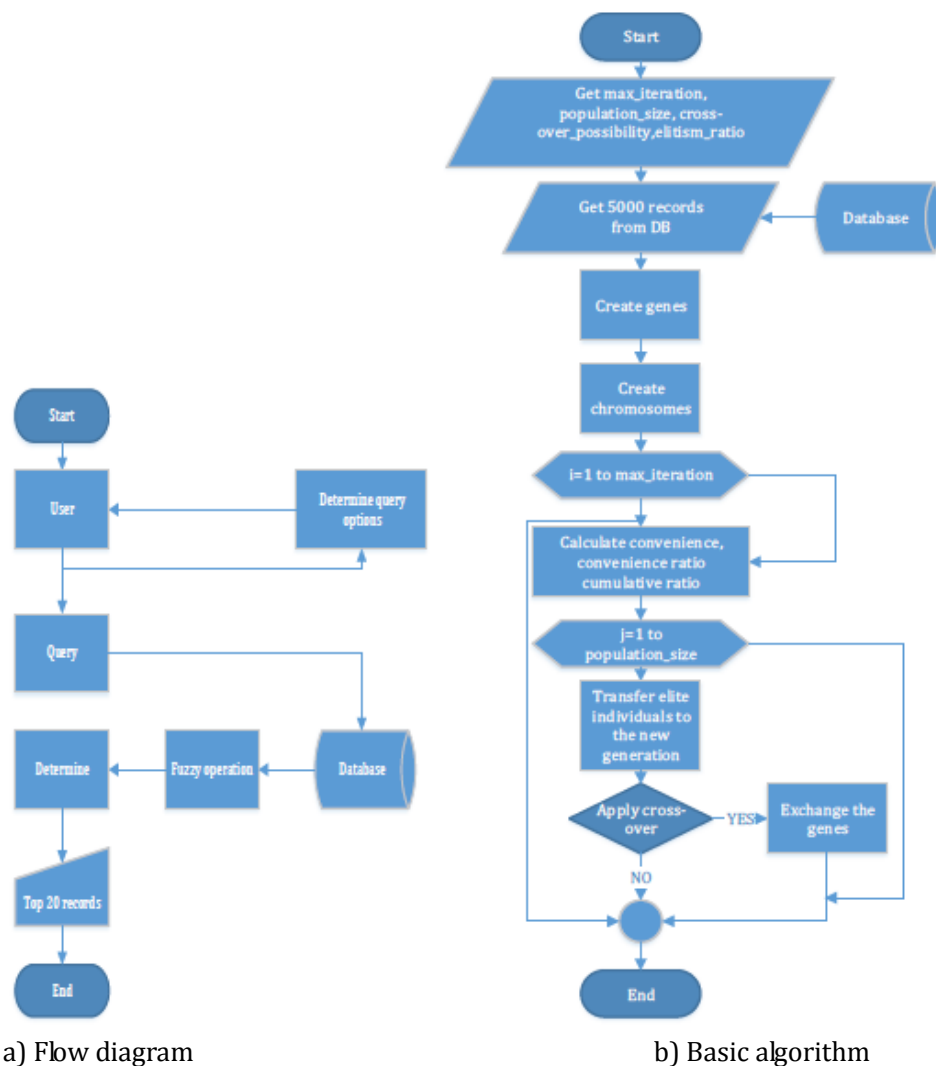 Start
User
Determine query
options
Query
Determine
Fuzzy operation
Database
Top 20 records
End
a) Flow diagram
Start
Get max_iteration,
population_size, cross-
over_possibility,elitism_ratio
Get 5000 records
from DB
Database
Create genes
Create
chromosomes
i=1 to max_iteration
Calculate convenience,
convenience ratio
cumulative ratio
j=1 to
population_size
Transfer elite
individuals to
the new
generation
Apply cross-
over
YES
Exchange the
genes
NO
End
b) Basic algorithm